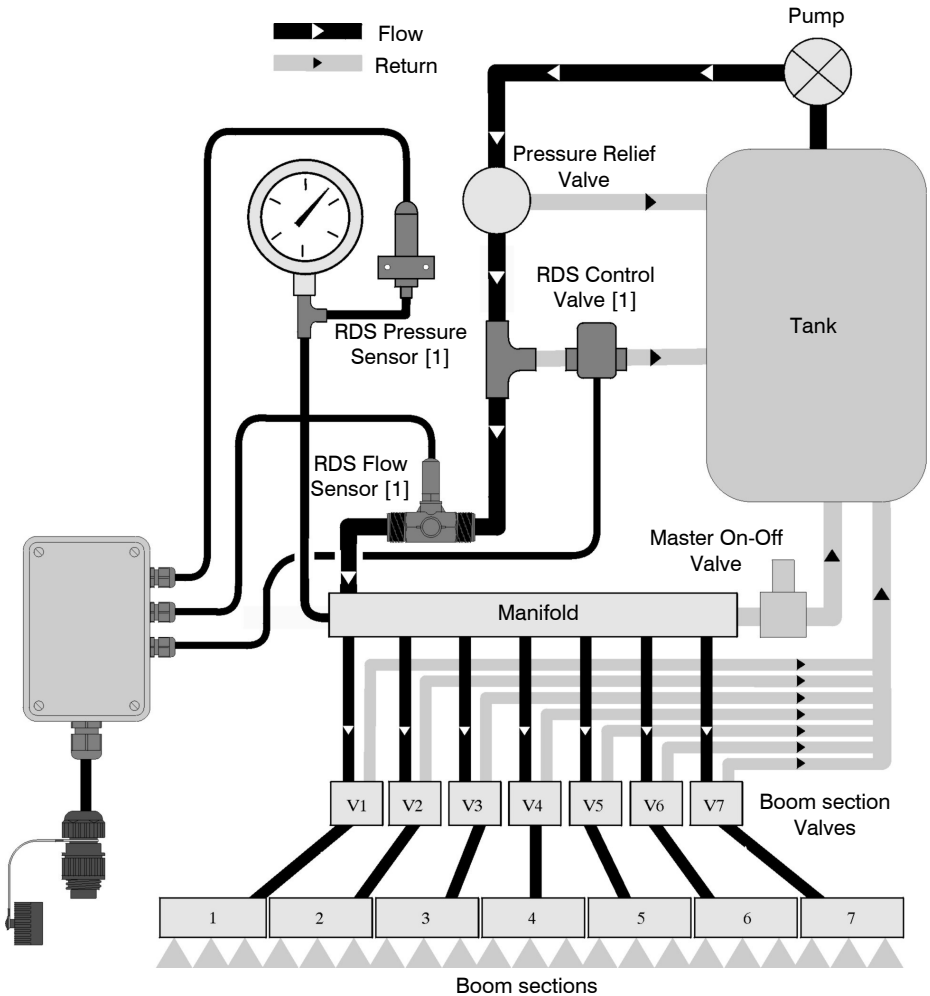 Pump
Flow
Return
Pressure Relief
Valve
RDS Control
Valve [1]
Tank
RDS Pressure
Sensor [1]
RDS Flow
Sensor [1]
Master On-Off
Valve
Manifold
V1 V2 V3 V4 V5 V6 V7
Boom section
Valves
1 2 3 4 5 6 7
Boom sections